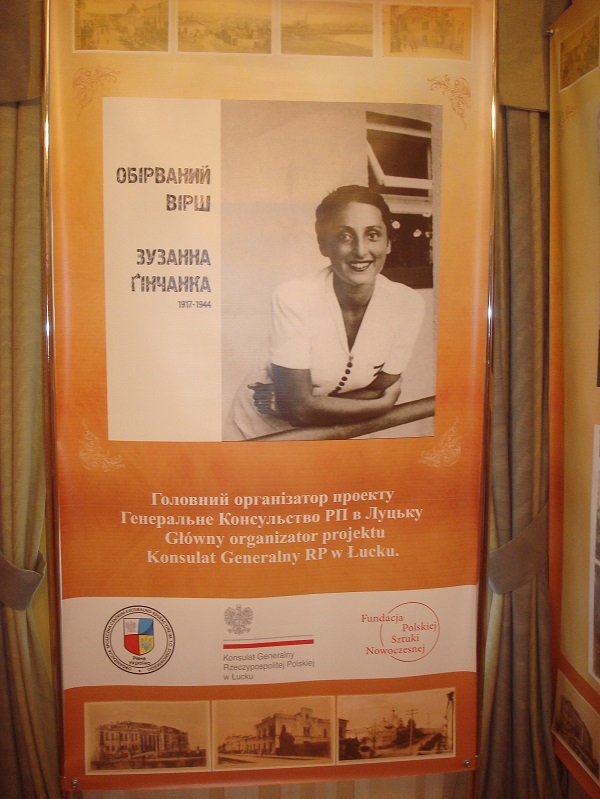 ОБІРВАНИЙ
ВІРШ
ЗУЗАННА
ҐІНЧАНКА
1917-1944
Головний організатор проекту
Генеральне Консульство РП в Луцьку
Główny organizator projektu
Konsulat Generalny RP w Łucku.
Konsulat Generalny
Rzeczypospolitej Polskiej
w Łucku
Fundacja
Polskiej
Sztuki
Nowoczesnej